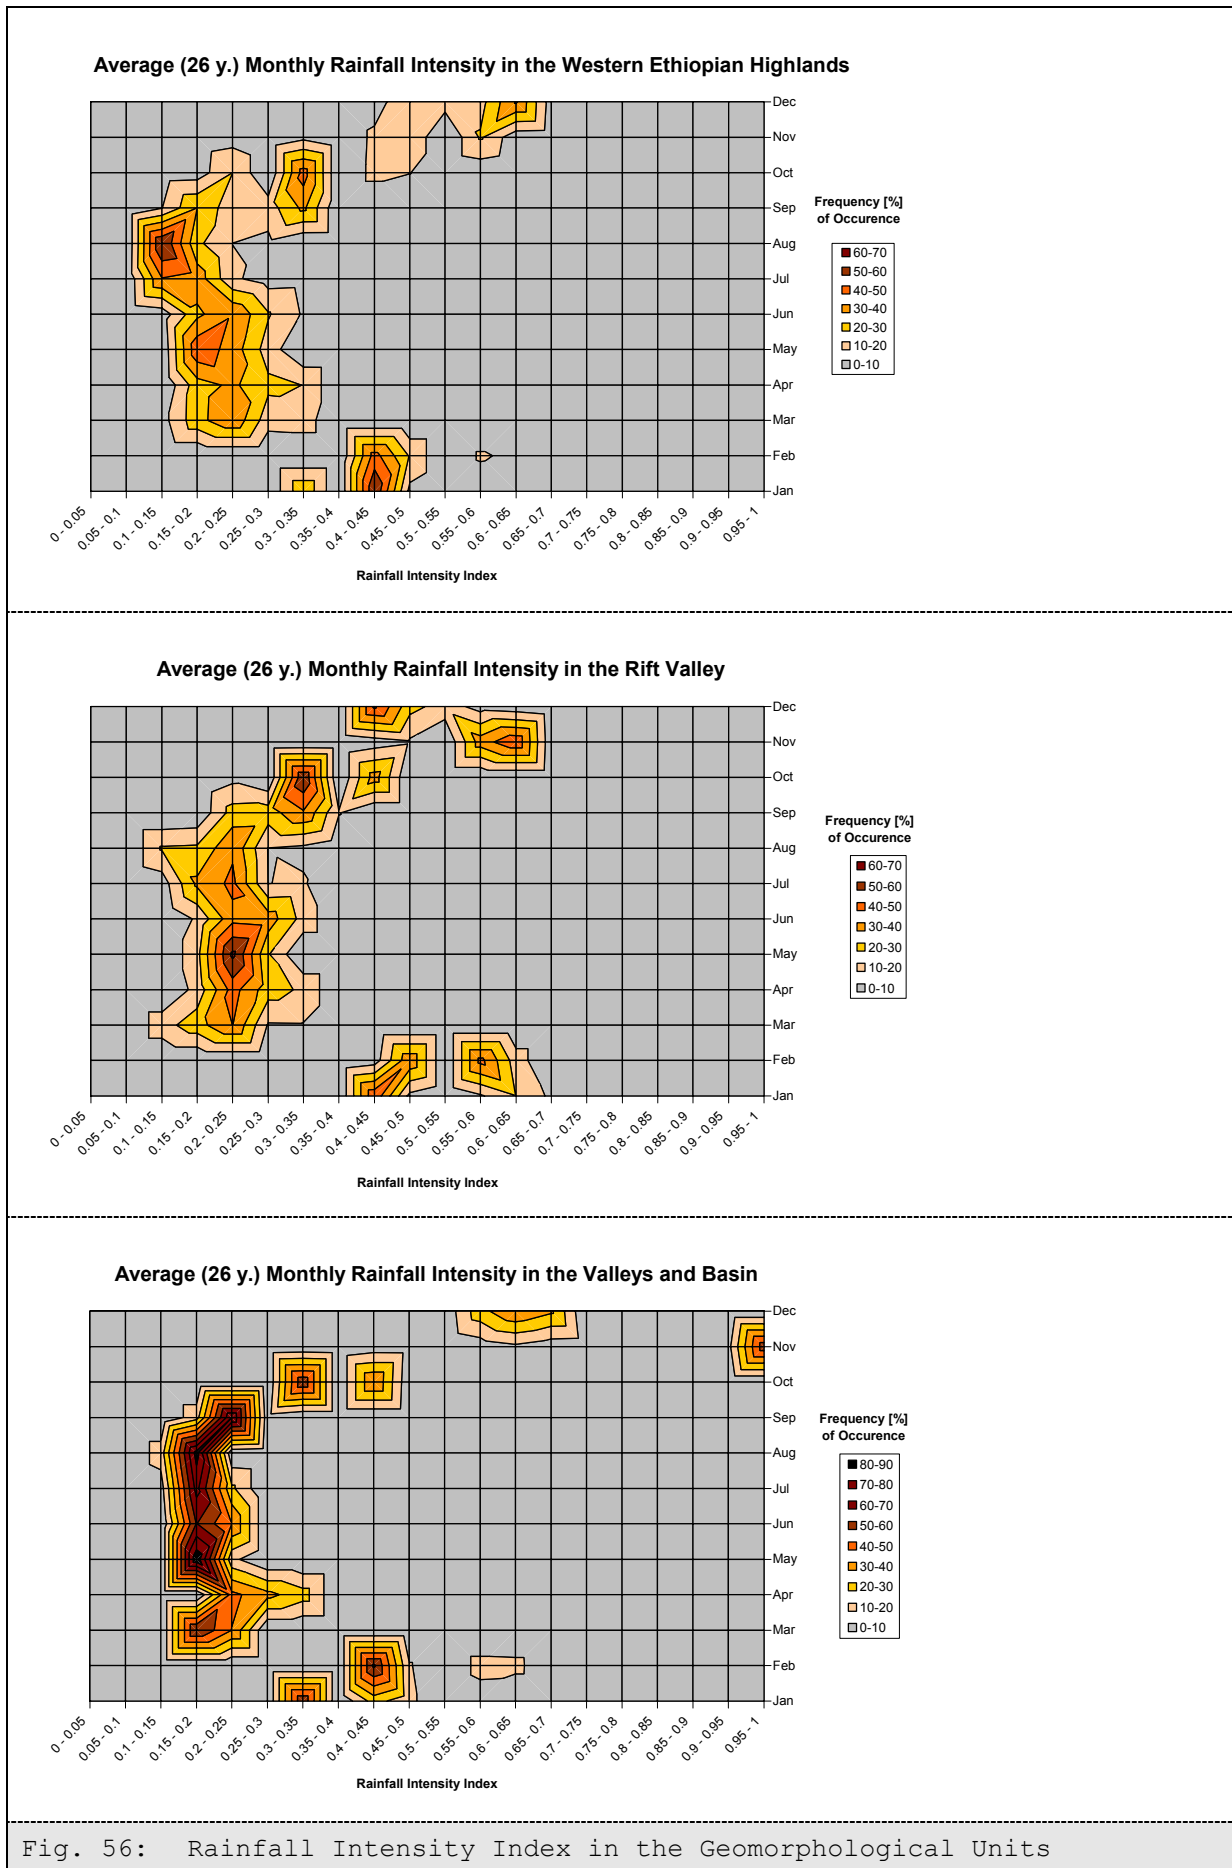 Average (26 y.) Monthly Rainfall Intensity in the Western Ethiopian Highlands
Dec
Nov
Oct
Sep
Aug
Jul
Jun
May
Apr
Mar
Feb
Jan
0 - 0.05
0.05 - 0.1
0.1 - 0.15
0.15 - 0.2
0.2 - 0.25
0.25 - 0.3
0.3 - 0.35
0.35 - 0.4
0.4 - 0.45
0.45 - 0.5
0.5 - 0.55
0.55 - 0.6
0.6 - 0.65
0.65 - 0.7
0.7 - 0.75
0.75 - 0.8
0.8 - 0.85
0.85 - 0.9
0.9 - 0.95
0.95 - 1
Rainfall Intensity Index
Frequency [%]
of Occurence
60-70
50-60
40-50
30-40
20-30
10-20
0-10
Average (26 y.) Monthly Rainfall Intensity in the Rift Valley
Dec
Nov
Oct
Sep
Aug
Jul
Jun
May
Apr
Mar
Feb
Jan
0 - 0.05
0.05 - 0.1
0.1 - 0.15
0.15 - 0.2
0.2 - 0.25
0.25 - 0.3
0.3 - 0.35
0.35 - 0.4
0.4 - 0.45
0.45 - 0.5
0.5 - 0.55
0.55 - 0.6
0.6 - 0.65
0.65 - 0.7
0.7 - 0.75
0.75 - 0.8
0.8 - 0.85
0.85 - 0.9
0.9 - 0.95
0.95 - 1
Rainfall Intensity Index
Frequency [%]
of Occurence
60-70
50-60
40-50
30-40
20-30
10-20
0-10
Average (26 y.) Monthly Rainfall Intensity in the Valleys and Basin
Dec
Nov
Oct
Sep
Aug
Jul
Jun
May
Apr
Mar
Feb
Jan
0 - 0.05
0.05 - 0.1
0.1 - 0.15
0.15 - 0.2
0.2 - 0.25
0.25 - 0.3
0.3 - 0.35
0.35 - 0.4
0.4 - 0.45
0.45 - 0.5
0.5 - 0.55
0.55 - 0.6
0.6 - 0.65
0.65 - 0.7
0.7 - 0.75
0.75 - 0.8
0.8 - 0.85
0.85 - 0.9
0.9 - 0.95
0.95 - 1
Rainfall Intensity Index
Frequency [%]
of Occurence
80-90
70-80
60-70
50-60
40-50
30-40
20-30
10-20
0-10
Fig. 56: Rainfall Intensity Index in the Geomorphological Units